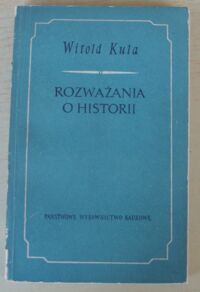 Witold Kula
ROZWAŻANIA
O HISTORII
PAŃSTWOWE WYDAWNICTWO NAUKOWE